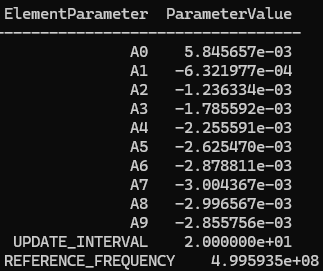 ElementParameter ParameterValue
---------------------------------
A0 5.845657e-03
A1 -6.321977e-04
A2 -1.236334e-03
A3 -1.785592e-03
A4 -2.255591e-03
A5 -2.625470e-03
A6 -2.878811e-03
A7 -3.004367e-03
A8 -2.996567e-03
A9 -2.855756e-03
UPDATE_INTERVAL 2.000000e+01
REFERENCE_FREQUENCY 4.995935e+08